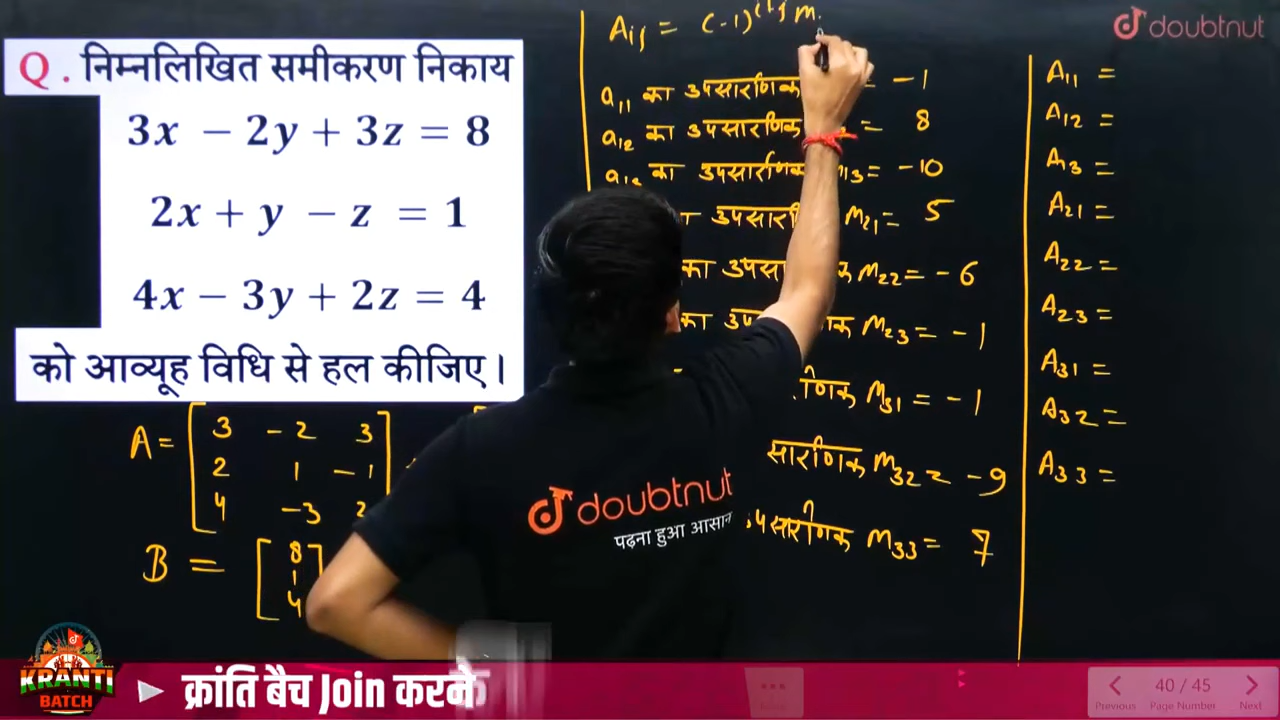 Q. निम्नलिखित समीकरण निकाय
3x − 2y + 3z = 8
2x + y − z = 1
4x − 3y + 2z = 4
को आव्यूह विधि से हल कीजिए।
A = [ 3 -2 3
2 1 -1
4 -3 2
B = [ 8
1
4
Aij = (-1)^i+j M
a11 का उपसारणिक = -1
a12 का उपसारणिक = 8
a13 का उपसारणिक 13 = -10
उपसारणिक M21 = 5
का उपसारणिक M22 = -6
का M23 = -1
M31 = -1
M32 = -9
M33 = 7
A11 =
A12 =
A13 =
A21 =
A22 =
A23 =
A31 =
A32 =
A33 =
doubtnut
doubtnut
पढ़ना हुआ आसान
KRANTI
BATCH
क्रांति बैच Join करके
40 / 45
Previous Page Number Next